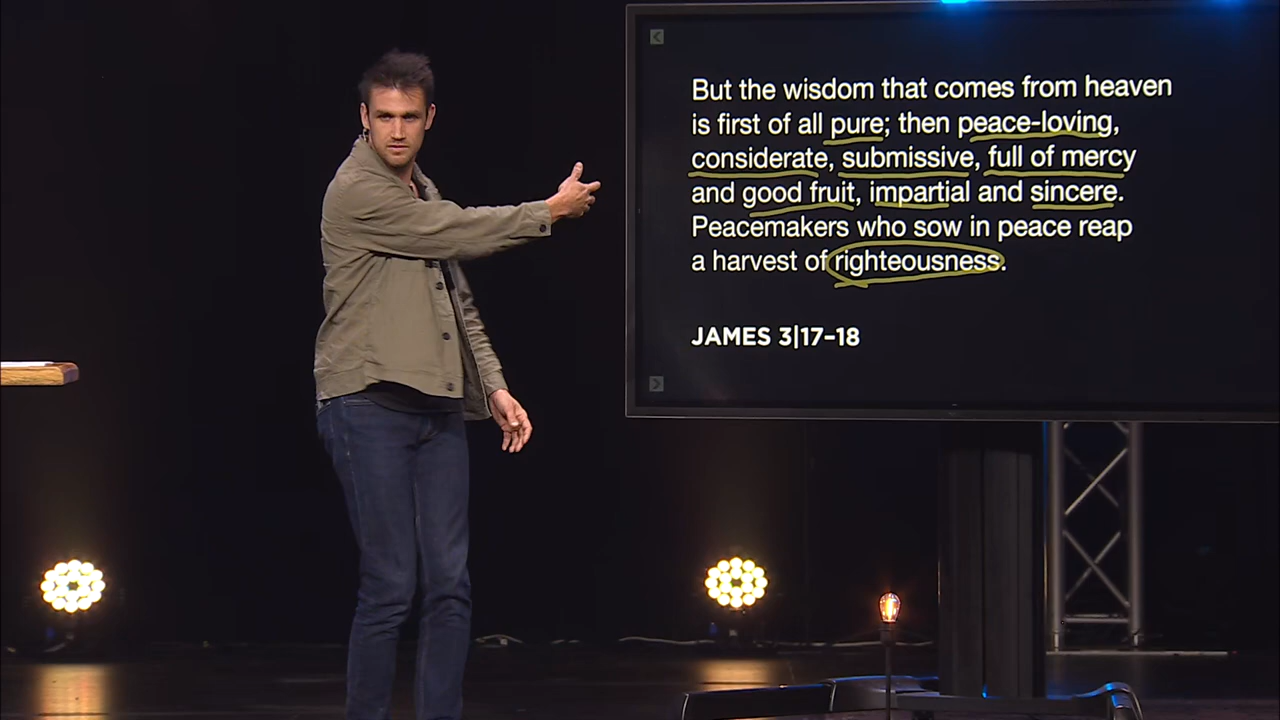 But the wisdom that comes from heaven
is first of all pure; then peace-loving,
considerate, submissive, full of mercy
and good fruit, impartial and sincere.
Peacemakers who sow in peace reap
a harvest of righteousness.
JAMES 3|17–18